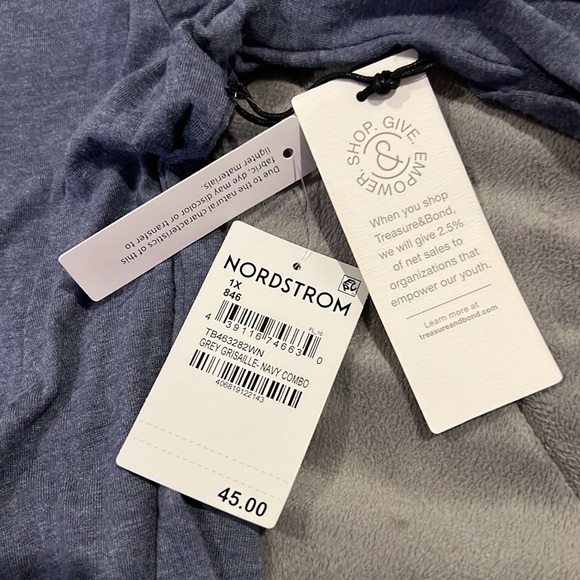 Due to the natural characteristics of this
fabric, dye may discolor or transfer to
lighter materials.
SHOP. GIVE. EMPOWER.
&
When you shop
Treasure&Bond,
we will give 2.5%
of net sales to
organizations that
empower our youth.
Learn more at
treasureandbond.com
NORDSTROM
1X
846
FL_10
4 39116 74663 0
TB463282WN
GREY GRISAILLE- NAVY COMBO
406819122143
45.00